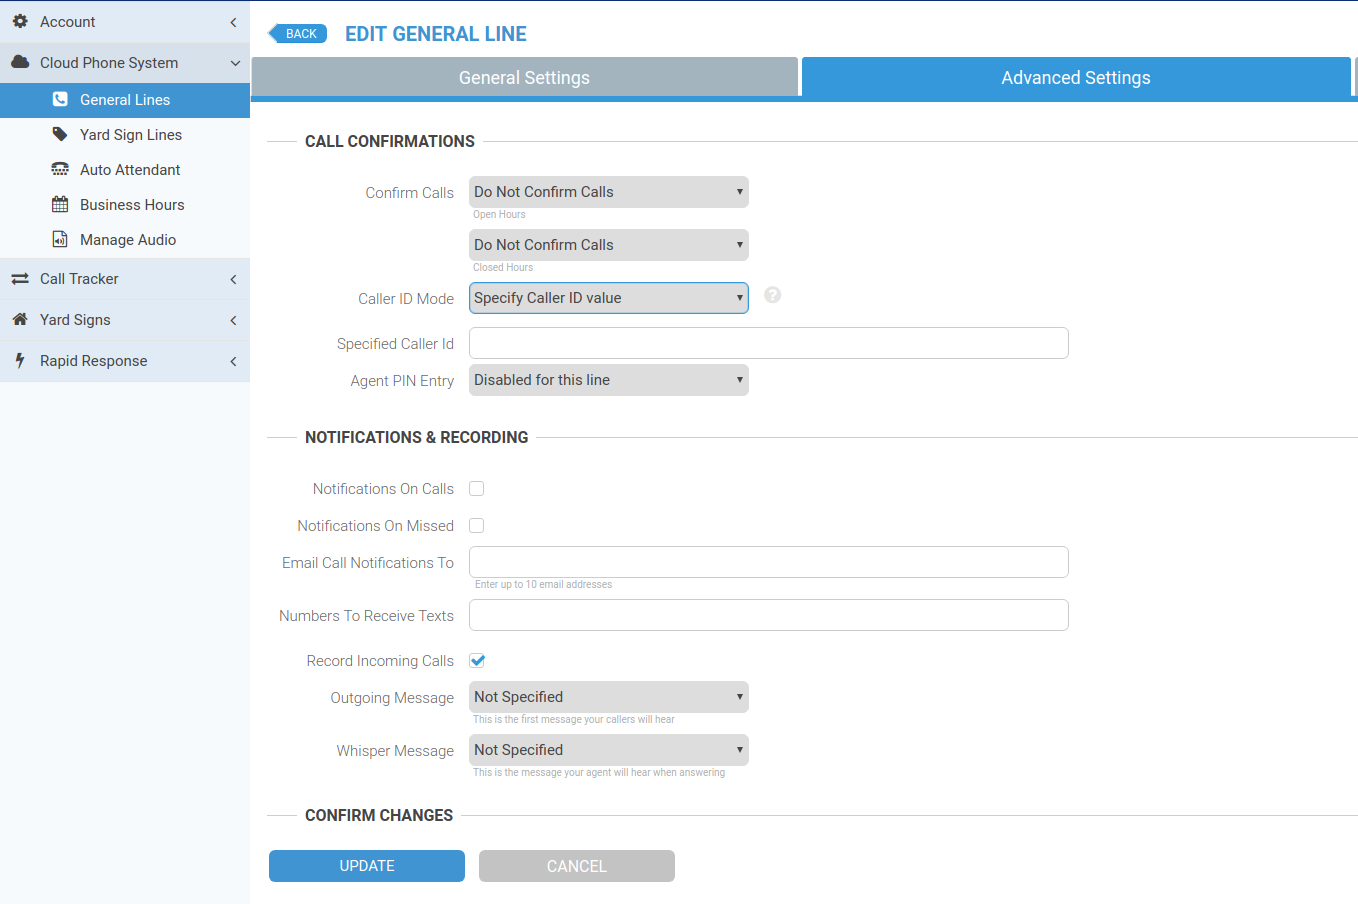 Account
Cloud Phone System
General Lines
Yard Sign Lines
Auto Attendant
Business Hours
Manage Audio
Call Tracker
Yard Signs
Rapid Response
BACK
EDIT GENERAL LINE
General Settings
Advanced Settings
CALL CONFIRMATIONS
Confirm Calls
Do Not Confirm Calls
Open Hours
Do Not Confirm Calls
Closed Hours
Caller ID Mode
Specify Caller ID value
?
Specified Caller Id
Agent PIN Entry
Disabled for this line
NOTIFICATIONS & RECORDING
Notifications On Calls
Notifications On Missed
Email Call Notifications To
Enter up to 10 email addresses
Numbers To Receive Texts
Record Incoming Calls
Outgoing Message
Not Specified
This is the first message your callers will hear
Whisper Message
Not Specified
This is the message your agent will hear when answering
CONFIRM CHANGES
UPDATE
CANCEL